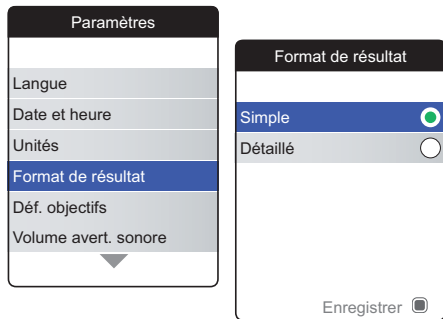 Paramètres
Langue
Date et heure
Unités
Format de résultat
Déf. objectifs
Volume avert. sonore
Format de résultat
Simple
Détaillé
Enregistrer